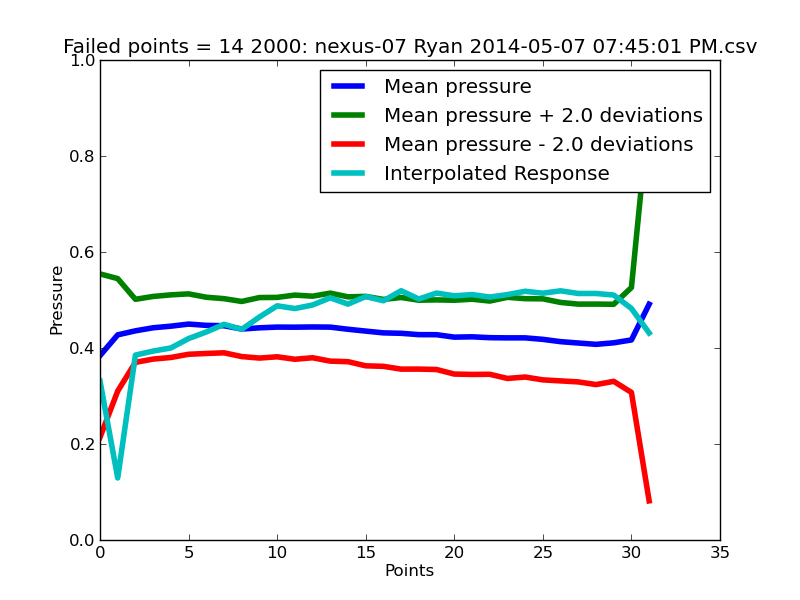 Failed points = 14 2000: nexus-07 Ryan 2014-05-07 07:45:01 PM.csv
1.0
Mean pressure
Mean pressure + 2.0 deviations
Mean pressure - 2.0 deviations
Interpolated Response
0.8
0.6
Pressure
0.4
0.2
0.0
0 5 10 15 20 25 30 35
Points